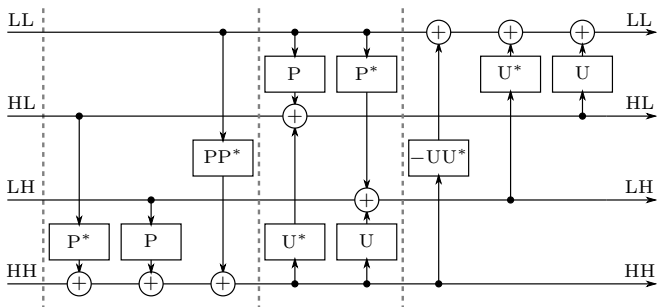 LL LL
P P*
HL HL
PP* −UU* U* U
LH LH
P* P U* U
HH HH